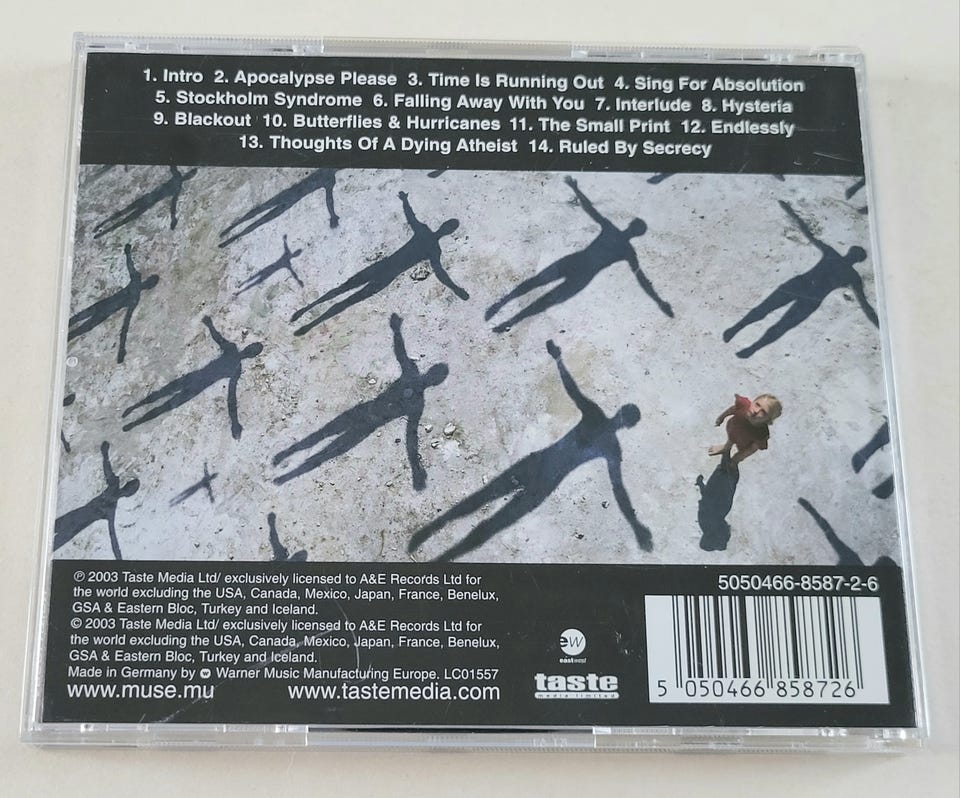 1. Intro 2. Apocalypse Please 3. Time Is Running Out 4. Sing For Absolution
5. Stockholm Syndrome 6. Falling Away With You 7. Interlude 8. Hysteria
9. Blackout 10. Butterflies & Hurricanes 11. The Small Print 12. Endlessly
13. Thoughts Of A Dying Atheist 14. Ruled By Secrecy
℗ 2003 Taste Media Ltd/ exclusively licensed to A&E Records Ltd for
the world excluding the USA, Canada, Mexico, Japan, France, Benelux,
GSA & Eastern Bloc, Turkey and Iceland.
© 2003 Taste Media Ltd/ exclusively licensed to A&E Records Ltd for
the world excluding the USA, Canada, Mexico, Japan, France, Benelux,
GSA & Eastern Bloc, Turkey and Iceland.
Made in Germany by Warner Music Manufacturing Europe. LC01557
www.muse.mu www.tastemedia.com
ew
eastwest
taste
media limited
5050466-8587-2-6
5 050466 858726